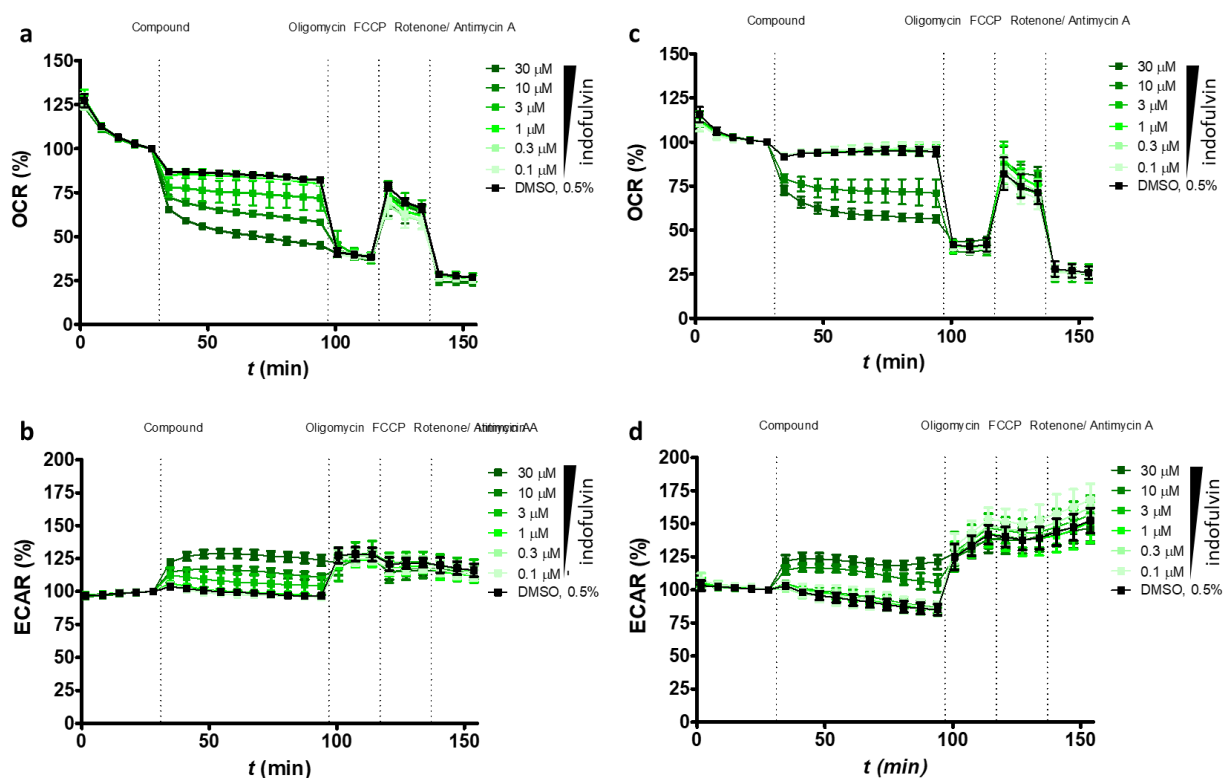 a
Compound Oligomycin FCCP Rotenone/ Antimycin A
OCR (%)
150
125
100
75
50
25
0
0 50 100 150
t (min)
30 µM
10 µM
3 µM
1 µM
0.3 µM
0.1 µM
DMSO, 0.5%
indofulvin
c
Compound Oligomycin FCCP Rotenone/ Antimycin A
OCR (%)
150
125
100
75
50
25
0
0 50 100 150
t (min)
30 µM
10 µM
3 µM
1 µM
0.3 µM
0.1 µM
DMSO, 0.5%
indofulvin
b
Compound Oligomycin FCCP Rotenone/
ECAR (%)
200
175
150
125
100
75
50
25
0
0 50 100 150
t (min)
30 µM
10 µM
3 µM
1 µM
0.3 µM
0.1 µM
DMSO, 0.5%
indofulvin
d
Compound Oligomycin FCCP Rotenone/ Antimycin A
ECAR (%)
200
175
150
125
100
75
50
25
0
0 50 100 150
t (min)
30 µM
10 µM
3 µM
1 µM
0.3 µM
0.1 µM
DMSO, 0.5%
indofulvin